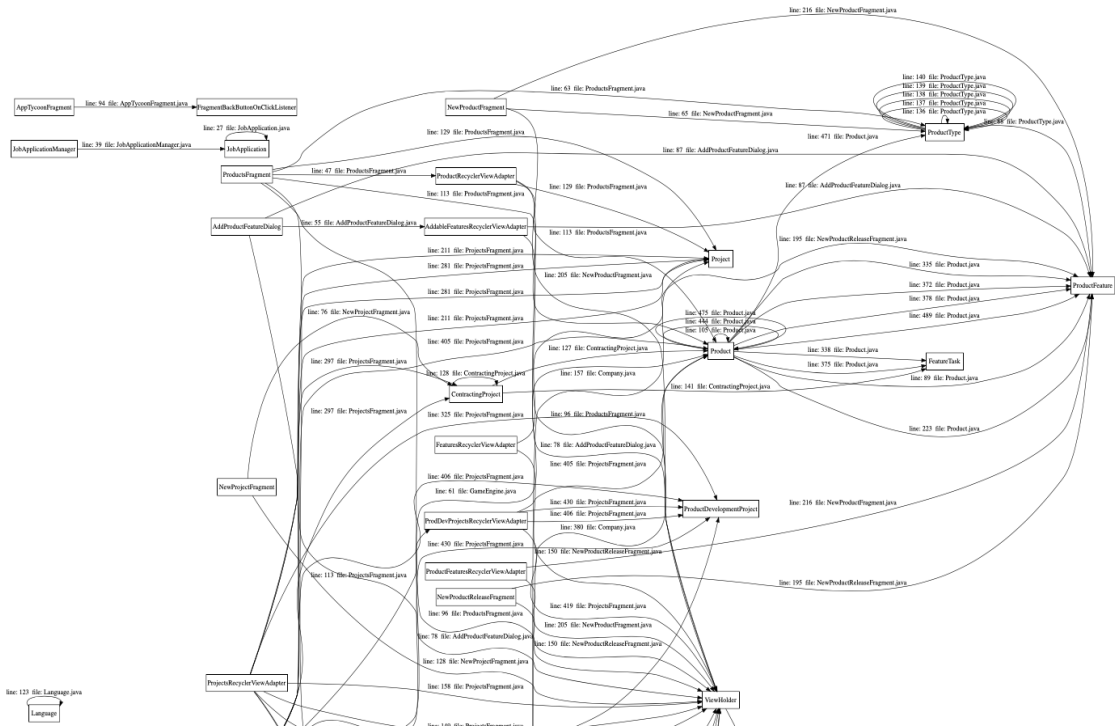 line: 216 file: NewProductFragment.java
line: 140 file: ProductType.java
line: 139 file: ProductType.java
line: 138 file: ProductType.java
line: 137 file: ProductType.java
line: 136 file: ProductType.java
line: 63 file: ProductsFragment.java
AppTycoonFragment
line: 94 file: AppTycoonFragment.java
FragmentBackButtonOnClickListener
NewProductFragment
line: 65 file: NewProductFragment.java
ProductType
line: 88 file: ProductType.java
line: 27 file: JobApplication.java
line: 129 file: ProductsFragment.java
line: 471 file: Product.java
JobApplicationManager
line: 39 file: JobApplicationManager.java
JobApplication
line: 87 file: AddProductFeatureDialog.java
ProductsFragment
line: 47 file: ProductsFragment.java
ProductRecyclerViewAdapter
line: 129 file: ProductsFragment.java
line: 87 file: AddProductFeatureDialog.java
line: 113 file: ProductsFragment.java
AddProductFeatureDialog
line: 55 file: AddProductFeatureDialog.java
AddableFeaturesRecyclerViewAdapter
line: 113 file: ProductsFragment.java
line: 195 file: NewProductReleaseFragment.java
line: 211 file: ProjectsFragment.java
Project
line: 335 file: Product.java
line: 281 file: ProjectsFragment.java
line: 205 file: NewProductFragment.java
line: 372 file: Product.java
ProductFeature
line: 281 file: ProjectsFragment.java
line: 378 file: Product.java
line: 76 file: NewProjectFragment.java
line: 211 file: ProjectsFragment.java
line: 475 file: Product.java
line: 489 file: Product.java
line: 105 file: Product.java
line: 405 file: ProjectsFragment.java
line: 127 file: ContractingProject.java
Product
line: 338 file: Product.java
FeatureTask
line: 297 file: ProjectsFragment.java
line: 128 file: ContractingProject.java
line: 157 file: Company.java
line: 375 file: Product.java
line: 89 file: Product.java
ContractingProject
line: 141 file: ContractingProject.java
line: 297 file: ProjectsFragment.java
line: 325 file: ProjectsFragment.java
line: 96 file: ProductsFragment.java
line: 223 file: Product.java
FeaturesRecyclerViewAdapter
line: 78 file: AddProductFeatureDialog.java
line: 405 file: ProjectsFragment.java
line: 406 file: ProjectsFragment.java
NewProjectFragment
line: 61 file: GameEngine.java
line: 216 file: NewProductFragment.java
line: 430 file: ProjectsFragment.java
ProductDevelopmentProject
ProdDevProjectsRecyclerViewAdapter
line: 406 file: ProjectsFragment.java
line: 380 file: Company.java
line: 430 file: ProjectsFragment.java
line: 150 file: NewProductReleaseFragment.java
line: 113 file: ProjectsFragment.java
ProductFeaturesRecyclerViewAdapter
line: 195 file: NewProductReleaseFragment.java
NewProductReleaseFragment
line: 96 file: ProductsFragment.java
line: 419 file: ProjectsFragment.java
line: 205 file: NewProductFragment.java
line: 78 file: AddProductFeatureDialog.java
line: 150 file: NewProductReleaseFragment.java
line: 128 file: NewProjectFragment.java
ProjectsRecyclerViewAdapter
line: 158 file: ProjectsFragment.java
line: 123 file: Language.java
ViewHolder
Language